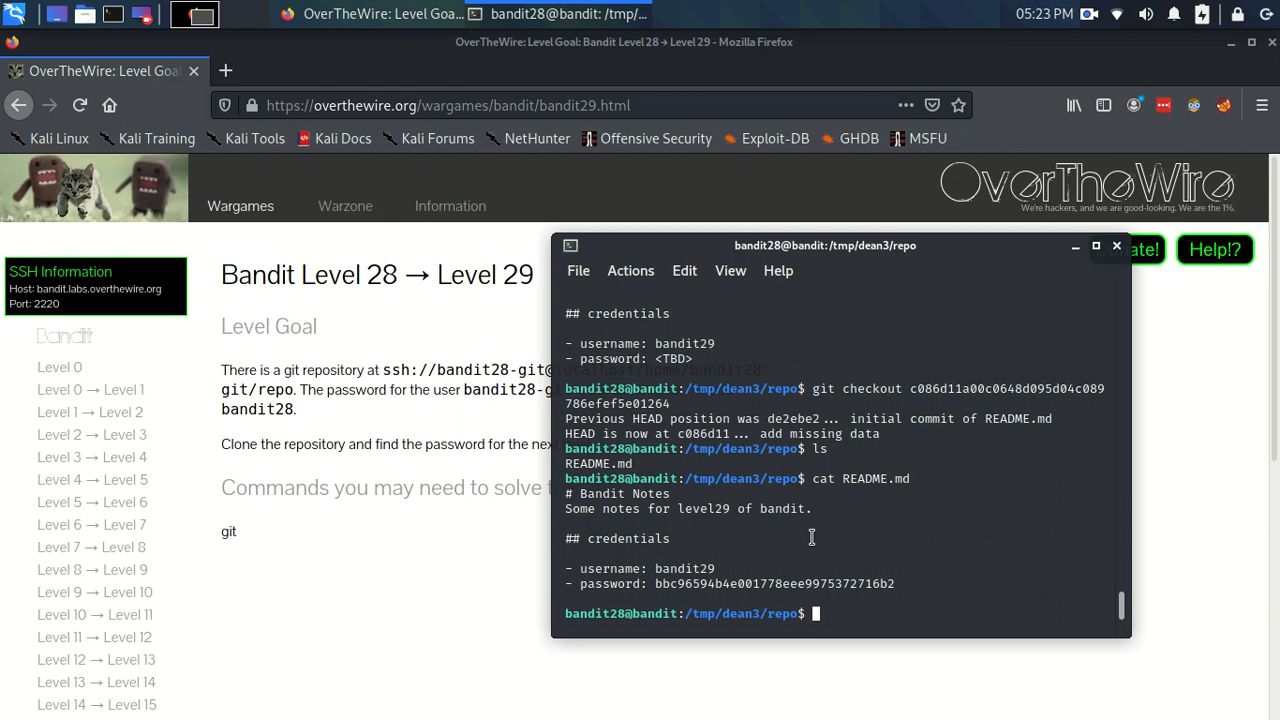 OverTheWire: Level Goa...
bandit28@bandit: /tmp/...
05:23 PM
OverTheWire: Level Goal: Bandit Level 28 → Level 29 - Mozilla Firefox
OverTheWire: Level Goal
https://overthewire.org/wargames/bandit/bandit29.html
Kali Linux
Kali Training
Kali Tools
Kali Docs
Kali Forums
NetHunter
Offensive Security
Exploit-DB
GHDB
MSFU
Wargames
Warzone
Information
OverTheWire
We're hackers, and we are good-looking. We are the 1%.
SSH Information
Host: bandit.labs.overthewire.org
Port: 2220
Bandit
Level 0
Level 0 → Level 1
Level 1 → Level 2
Level 2 → Level 3
Level 3 → Level 4
Level 4 → Level 5
Level 5 → Level 6
Level 6 → Level 7
Level 7 → Level 8
Level 8 → Level 9
Level 9 → Level 10
Level 10 → Level 11
Level 11 → Level 12
Level 12 → Level 13
Level 13 → Level 14
Level 14 → Level 15
Bandit Level 28 → Level 29
Level Goal
There is a git repository at ssh://bandit28-git@localhost/home/bandit28-
git/repo. The password for the user bandit28-g
bandit28.
Clone the repository and find the password for the nex
Commands you may need to solve t
git
ate!
Help!?
bandit28@bandit:/tmp/dean3/repo
File
Actions
Edit
View
Help
## credentials
- username: bandit29
- password: <TBD>
bandit28@bandit:/tmp/dean3/repo$ git checkout c086d11a00c0648d095d04c089
786efef5e01264
Previous HEAD position was de2ebe2... initial commit of README.md
HEAD is now at c086d11... add missing data
bandit28@bandit:/tmp/dean3/repo$ ls
README.md
bandit28@bandit:/tmp/dean3/repo$ cat README.md
# Bandit Notes
Some notes for level29 of bandit.
## credentials
- username: bandit29
- password: bbc96594b4e001778eee9975372716b2
bandit28@bandit:/tmp/dean3/repo$